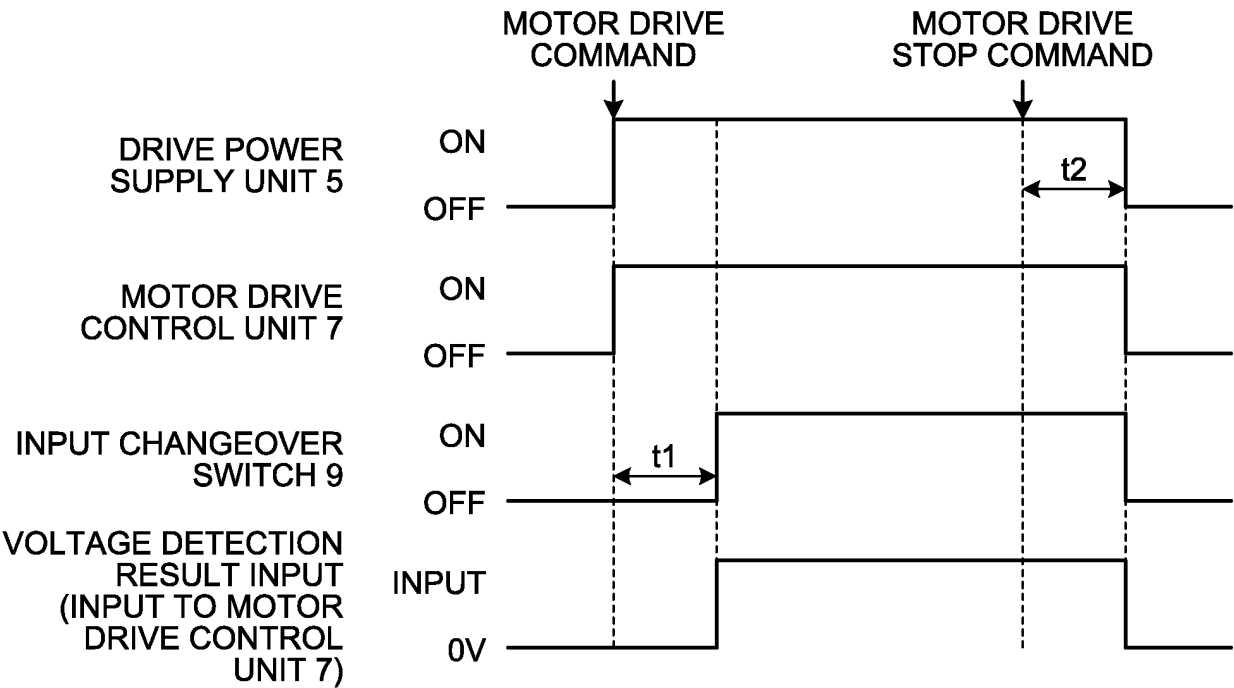 MOTOR DRIVE
COMMAND
MOTOR DRIVE
STOP COMMAND
DRIVE POWER
SUPPLY UNIT 5
ON
OFF
t2
MOTOR DRIVE
CONTROL UNIT 7
ON
OFF
INPUT CHANGEOVER
SWITCH 9
ON
OFF
t1
VOLTAGE DETECTION
RESULT INPUT
(INPUT TO MOTOR
DRIVE CONTROL
UNIT 7)
INPUT
0V